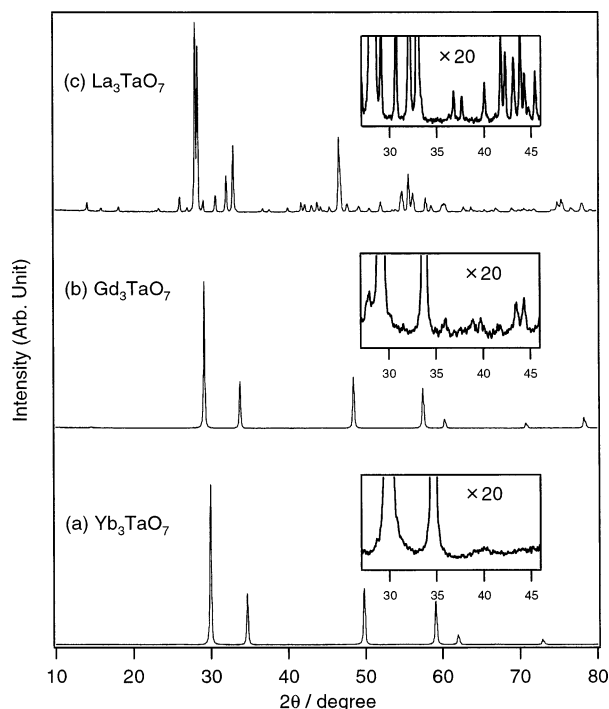 (c) La₃TaO₇
×20
30 35 40 45
(b) Gd₃TaO₇
×20
30 35 40 45
(a) Yb₃TaO₇
×20
30 35 40 45
Intensity (Arb. Unit)
10 20 30 40 50 60 70 80
2θ / degree